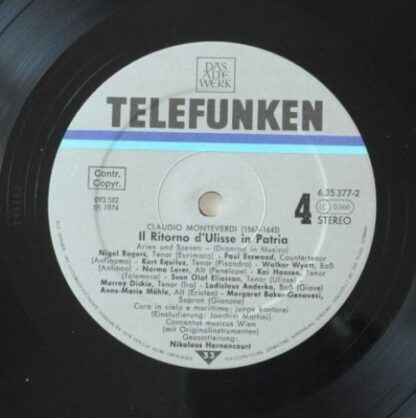 DAS
ALTE
WERK
TELEFUNKEN
Contr.
Copyr.
093 582
Ⓟ 1974
4
6.35 377-2
LC 0366
STEREO
CLAUDIO MONTEVERDI (1567-1643)
Il Ritorno d'Ulisse in Patria
Arien und Szenen - (Dramma in Musica)
Nigel Rogers, Tenor (Eurimaco) - Paul Esswood, Countertenor
(Antinomo) - Kurt Equiluz, Tenor (Pisandro) - Walker Wyatt, Baß
(Antinoo) - Norma Lerer, Alt (Penelope) - Kai Hansen, Tenor
(Telemaco) - Sven Olof Eliasson, Tenor (Ulisse)
Murray Dickie, Tenor (Iro) - Ladislaus Anderko, Baß (Giove)
Anne-Marie Mühle, Alt (Ericlea) - Margaret Baker-Genovesi,
Sopran (Giunone)
Coro in cielo e marittimo: junge kantorei
(Einstudierung: Joachim Martini)
Concentus musicus Wien
(mit Originalinstrumenten)
Gesamtleitung:
Nikolaus Harnoncourt
33